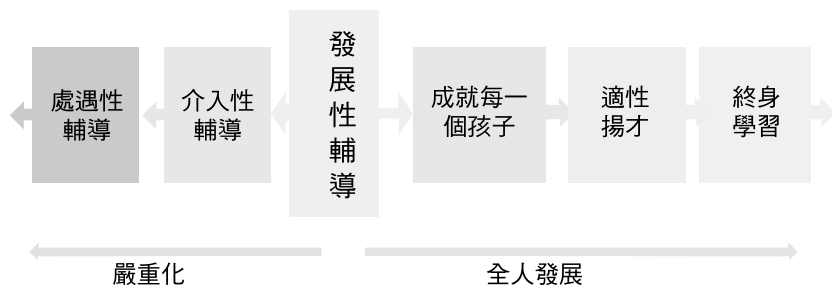 處遇性
輔導
介入性
輔導
發展性輔導
成就每一
個孩子
適性
揚才
終身
學習
嚴重化
全人發展